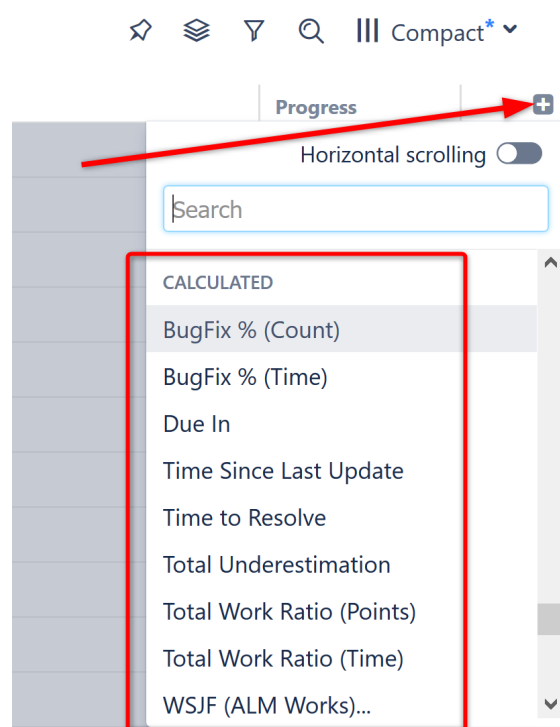 Compact*
Progress
Horizontal scrolling
Search
CALCULATED
BugFix % (Count)
BugFix % (Time)
Due In
Time Since Last Update
Time to Resolve
Total Underestimation
Total Work Ratio (Points)
Total Work Ratio (Time)
WSJF (ALM Works)...